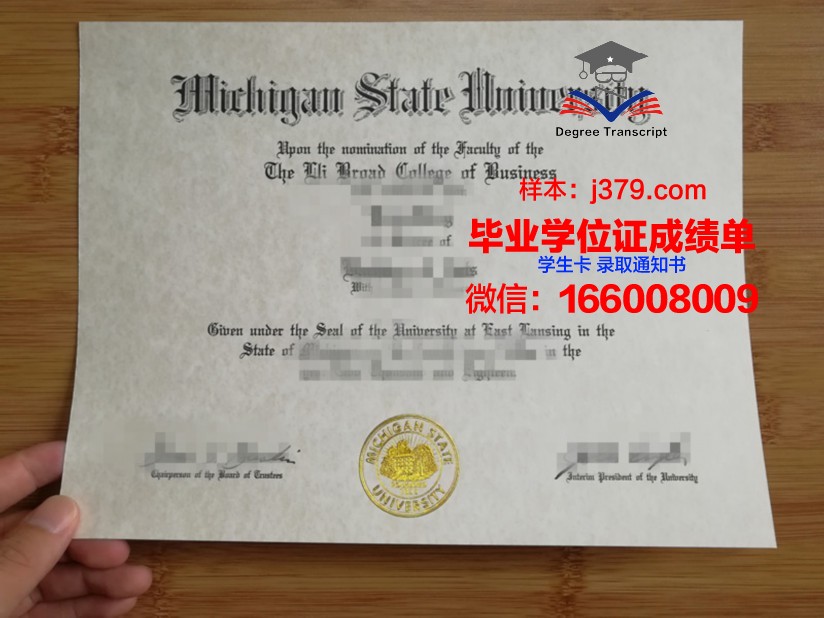 Michigan State University
Degree Transcript
Upon the nomination of the Faculty of the
The Eli Broad College of Business
样本：j379.com
毕业学位证成绩单
of
学生卡 录取通知书
微信：166008009
Given under the Seal of the University at East Lansing in the
State of in the
Eighteen
Chairperson of the Board of Trustees
MICHIGAN STATE
UNIVERSITY
Interim President of the University